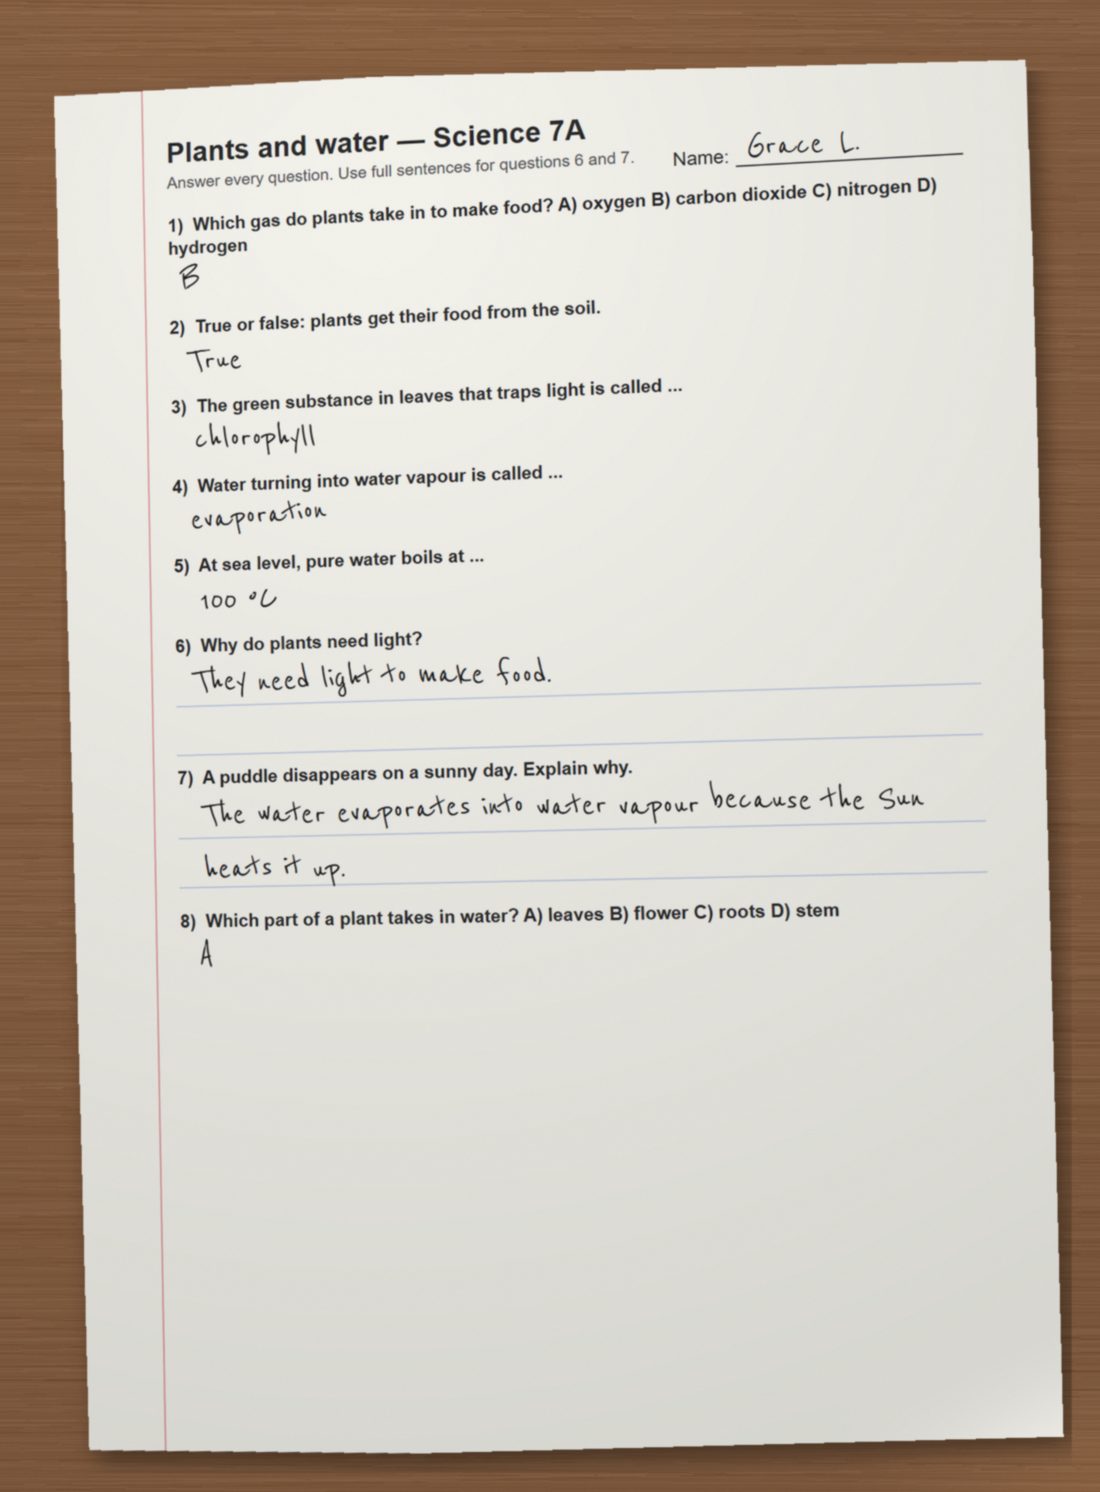 Plants and water — Science 7A
Answer every question. Use full sentences for questions 6 and 7.
Name: Grace L.
1) Which gas do plants take in to make food? A) oxygen B) carbon dioxide C) nitrogen D)
hydrogen
B
2) True or false: plants get their food from the soil.
True
3) The green substance in leaves that traps light is called ...
chlorophyll
4) Water turning into water vapour is called ...
evaporation
5) At sea level, pure water boils at ...
100 °C
6) Why do plants need light?
They need light to make food.
7) A puddle disappears on a sunny day. Explain why.
The water evaporates into water vapour because the Sun
heats it up.
8) Which part of a plant takes in water? A) leaves B) flower C) roots D) stem
A